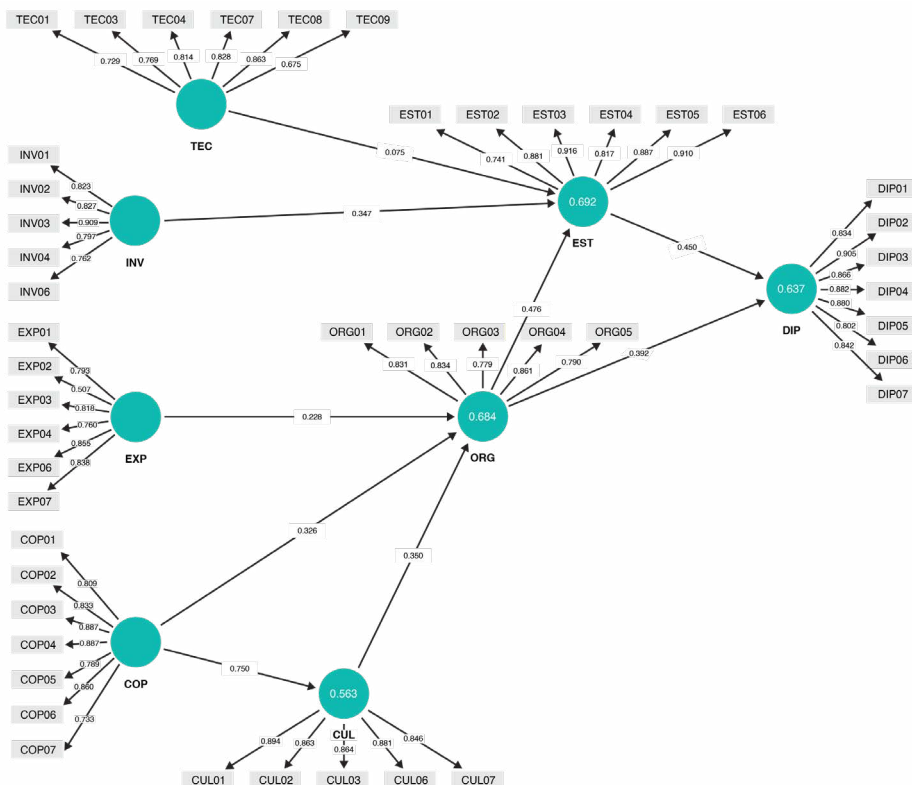 TEC01 TEC03 TEC04 TEC07 TEC08 TEC09
0.729 0.769 0.814 0.828 0.863 0.675
TEC
EST01 EST02 EST03 EST04 EST05 EST06
0.741 0.881 0.916 0.817 0.887 0.910
0.075
INV01
INV02
INV03
INV04
INV06
0.823
0.827
0.909
0.797
0.762
INV
0.347
0.692
EST
0.450
DIP01
DIP02
DIP03
DIP04
DIP05
DIP06
DIP07
0.834
0.905
0.866
0.882
0.880
0.802
0.842
0.637
DIP
0.476
0.392
EXP01
EXP02
EXP03
EXP04
EXP06
EXP07
0.793
0.507
0.818
0.760
0.855
0.838
EXP
0.228
ORG01 ORG02 ORG03 ORG04 ORG05
0.831 0.834 0.779 0.861 0.790
0.684
ORG
0.326
0.350
COP01
COP02
COP03
COP04
COP05
COP06
COP07
0.809
0.833
0.887
0.887
0.769
0.860
0.733
COP
0.750
0.563
CUL
0.894 0.863 0.864 0.881 0.846
CUL01 CUL02 CUL03 CUL06 CUL07